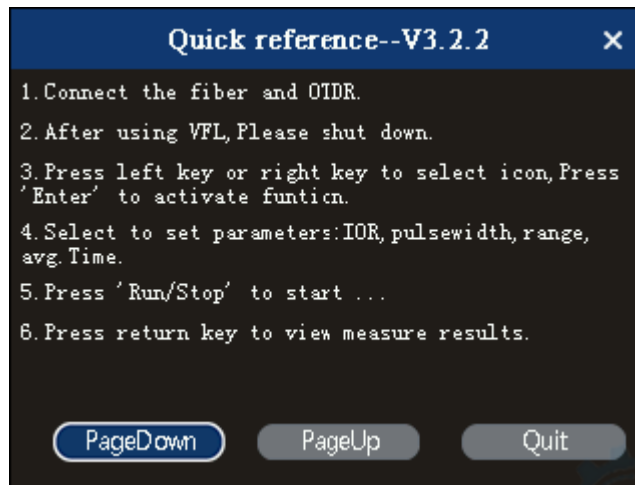 Quick reference--V3.2.2 ×
1.Connect the fiber and OTDR.
2.After using VFL,Please shut down.
3.Press left key or right key to select icon,Press
'Enter' to activate function.
4.Select to set parameters:IOR,pulsewidth,range,
avg.Time.
5.Press 'Run/Stop' to start ...
6.Press return key to view measure results.
PageDown PageUp Quit